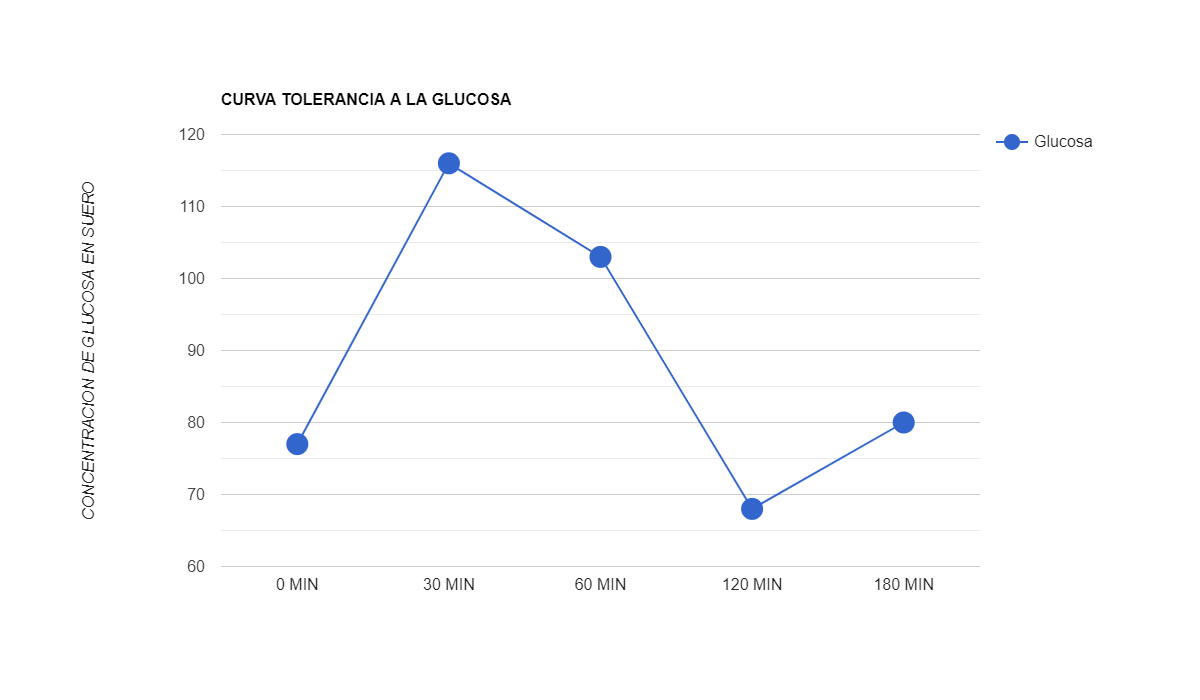 CURVA TOLERANCIA A LA GLUCOSA
Glucosa
CONCENTRACION DE GLUCOSA EN SUERO
120
110
100
90
80
70
60
0 MIN 30 MIN 60 MIN 120 MIN 180 MIN